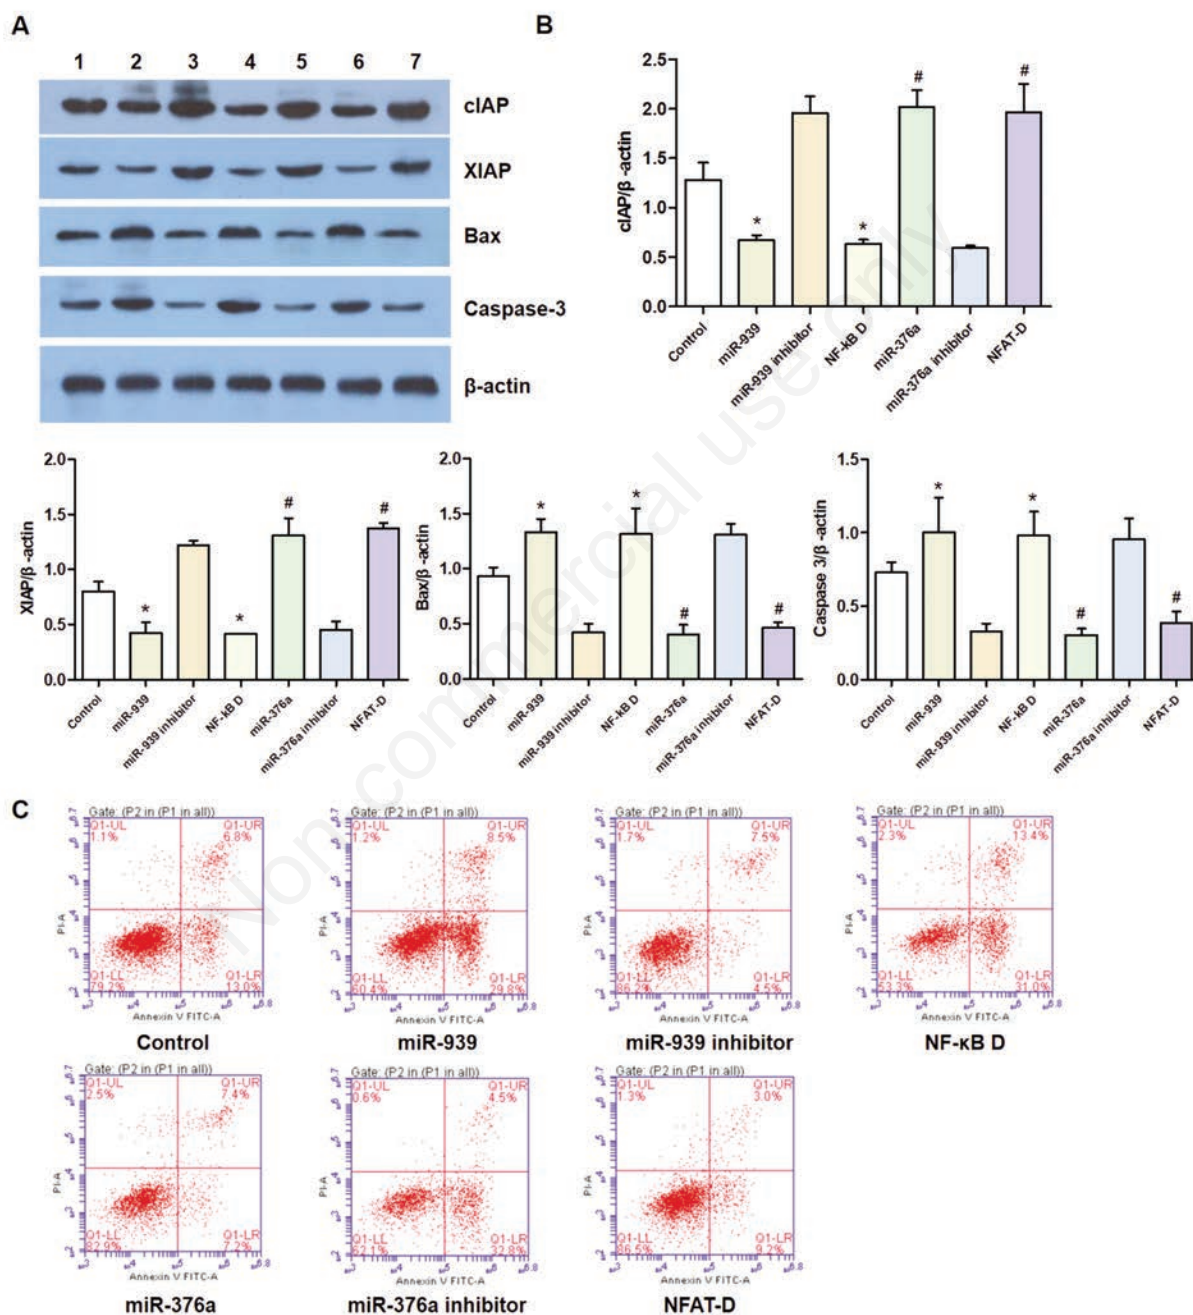 A
B
1 2 3 4 5 6 7
cIAP
XIAP
Bax
Caspase-3
β-actin
cIAP/β -actin
2.5
2.0
1.5
1.0
0.5
0.0
* * # #
Control
miR-939
miR-939 inhibitor
NF-kB D
miR-376a
miR-376a inhibitor
NFAT-D
XIAP/β -actin
2.0
1.5
1.0
0.5
0.0
* * # #
Control
miR-939
miR-939 inhibitor
NF-kB D
miR-376a
miR-376a inhibitor
NFAT-D
Bax/β -actin
2.0
1.5
1.0
0.5
0.0
* * # #
Control
miR-939
miR-939 inhibitor
NF-kB D
miR-376a
miR-376a inhibitor
NFAT-D
Caspase 3/β -actin
1.5
1.0
0.5
0.0
* * # #
Control
miR-939
miR-939 inhibitor
NF-kB D
miR-376a
miR-376a inhibitor
NFAT-D
Non commercial use only
C
Gate: (P2 in (P1 in all))
Q1-UL Q1-UR
1.1% 6.8%
PI-A
Q1-LL Q1-LR
79.2% 13.0%
Annexin V FITC-A
Control
Gate: (P2 in (P1 in all))
Q1-UL Q1-UR
1.2% 8.5%
PI-A
Q1-LL Q1-LR
60.4% 29.8%
Annexin V FITC-A
miR-939
Gate: (P2 in (P1 in all))
Q1-UL Q1-UR
1.7% 7.5%
PI-A
Q1-LL Q1-LR
86.2% 4.5%
Annexin V FITC-A
miR-939 inhibitor
Gate: (P2 in (P1 in all))
Q1-UL Q1-UR
2.3% 13.4%
PI-A
Q1-LL Q1-LR
53.3% 31.0%
Annexin V FITC-A
NF-κB D
Gate: (P2 in (P1 in all))
Q1-UL Q1-UR
2.5% 7.4%
PI-A
Q1-LL Q1-LR
82.9% 7.2%
Annexin V FITC-A
miR-376a
Gate: (P2 in (P1 in all))
Q1-UL Q1-UR
0.6% 4.5%
PI-A
Q1-LL Q1-LR
62.1% 32.8%
Annexin V FITC-A
miR-376a inhibitor
Gate: (P2 in (P1 in all))
Q1-UL Q1-UR
1.3% 3.0%
PI-A
Q1-LL Q1-LR
86.5% 9.2%
Annexin V FITC-A
NFAT-D